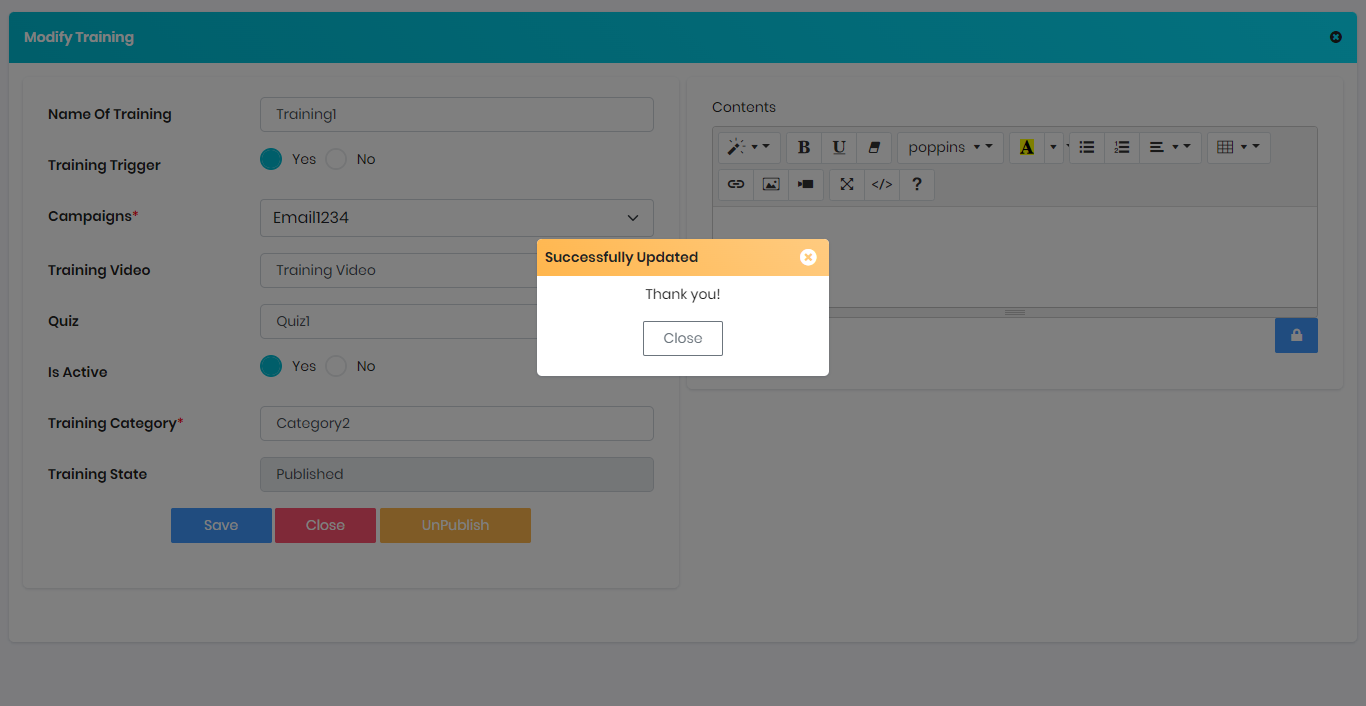 Modify Training
Name Of Training
Training1
Training Trigger
Yes No
Campaigns*
Email1234
Training Video
Training Video
Quiz
Quiz1
Is Active
Yes No
Training Category*
Category2
Training State
Published
Save Close UnPublish
Contents
B U poppins A
</> ?
Successfully Updated
Thank you!
Close